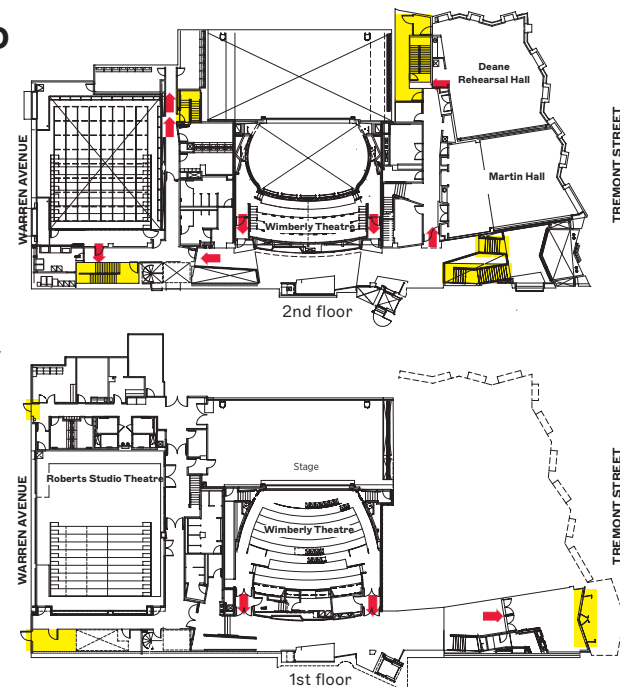 Deane
Rehearsal Hall
WARREN AVENUE
TREMONT STREET
Martin Hall
Wimberly Theatre
2nd floor
Stage
Roberts Studio Theatre
WARREN AVENUE
TREMONT STREET
Wimberly Theatre
1st floor